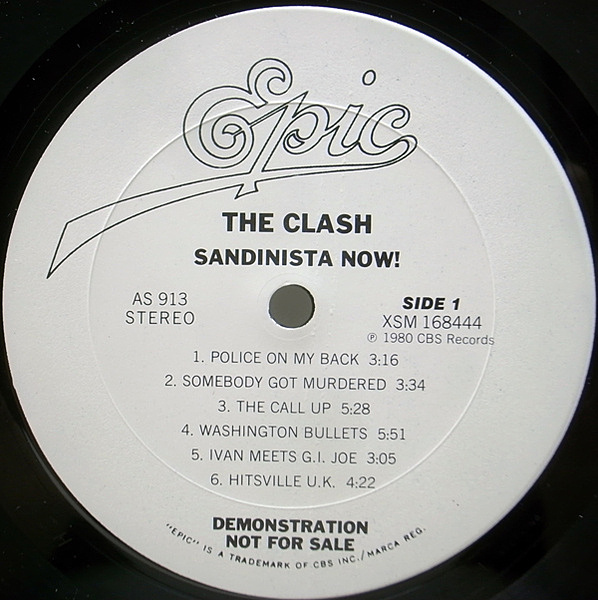 Epic
THE CLASH
SANDINISTA NOW!
AS 913
STEREO
SIDE 1
XSM 168444
℗ 1980 CBS Records
1. POLICE ON MY BACK 3:16
2. SOMEBODY GOT MURDERED 3:34
3. THE CALL UP 5:28
4. WASHINGTON BULLETS 5:51
5. IVAN MEETS G.I. JOE 3:05
6. HITSVILLE U.K. 4:22
DEMONSTRATION
NOT FOR SALE
"EPIC" IS A TRADEMARK OF CBS INC./MARCA REG.